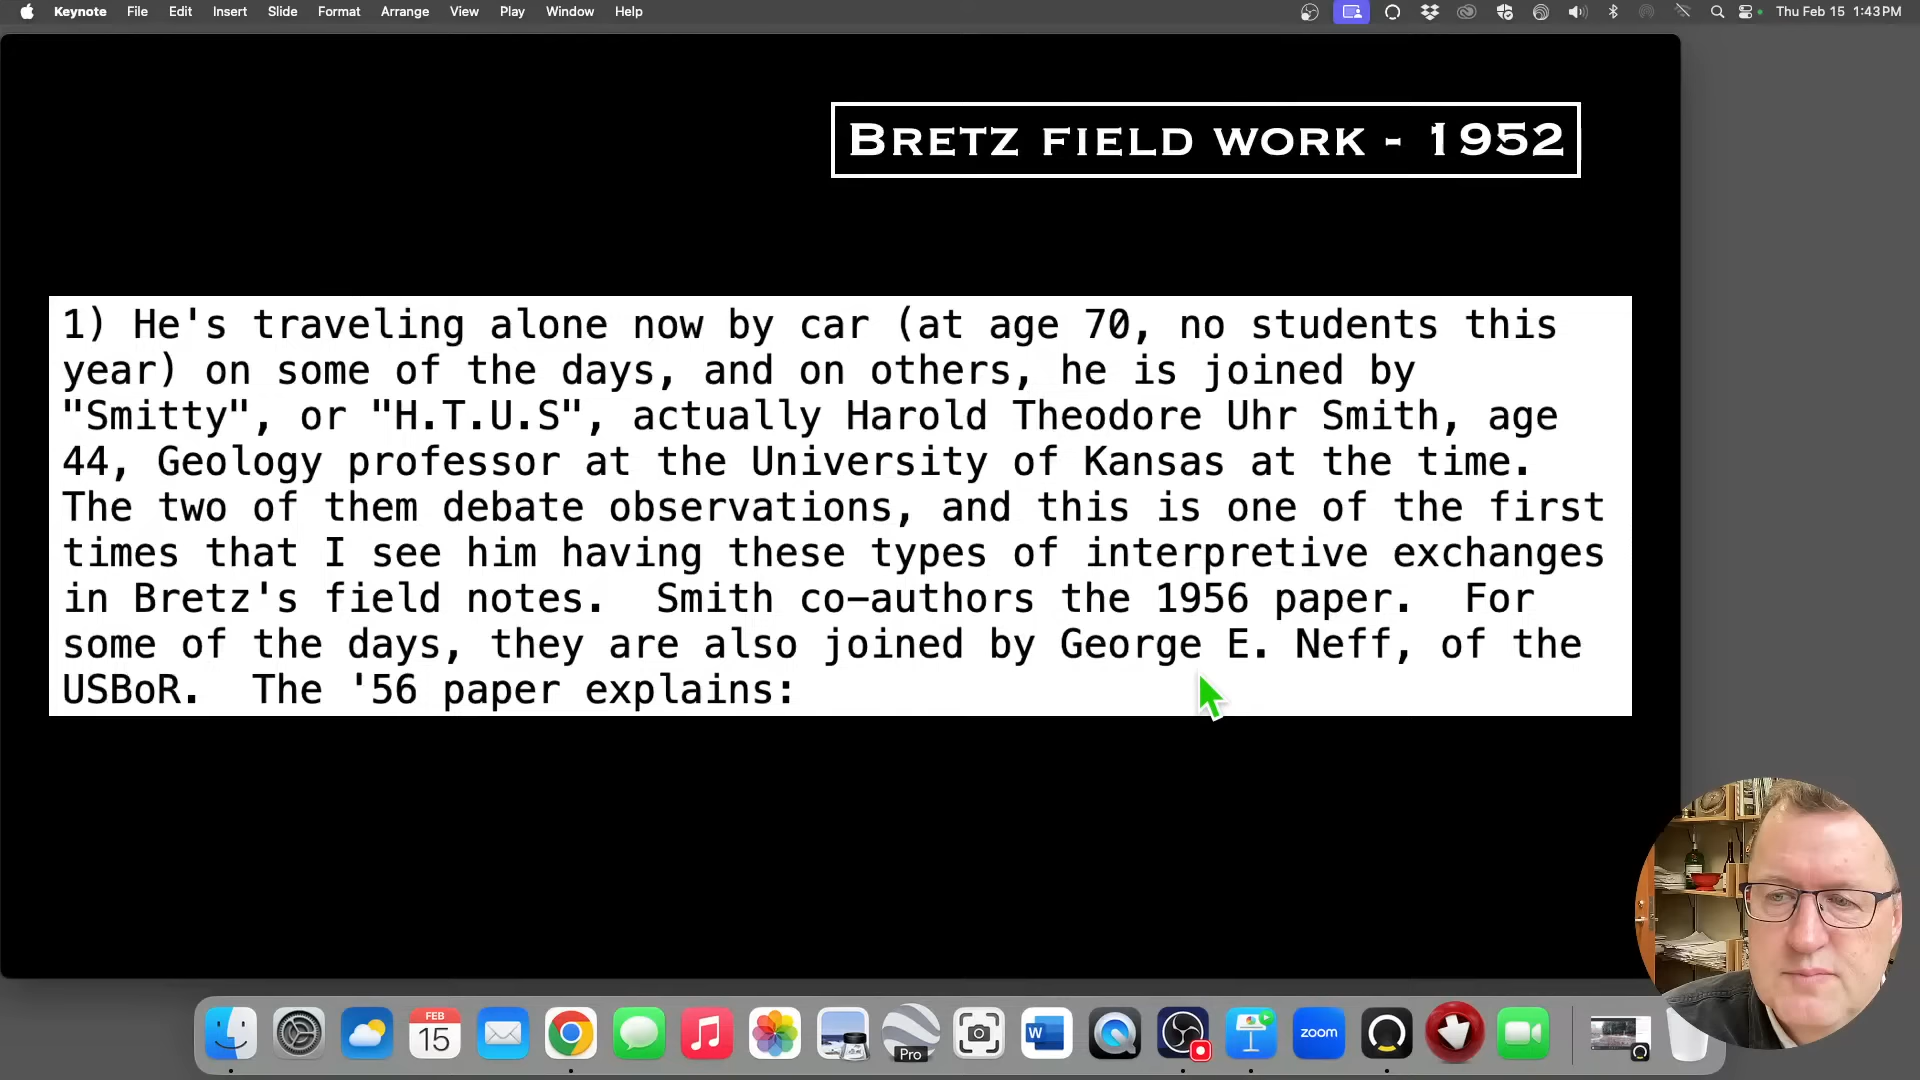 Keynote File Edit Insert Slide Format Arrange View Play Window Help Thu Feb 15 1:43 PM
BRETZ FIELD WORK - 1952
1) He's traveling alone now by car (at age 70, no students this
year) on some of the days, and on others, he is joined by
"Smitty", or "H.T.U.S", actually Harold Theodore Uhr Smith, age
44, Geology professor at the University of Kansas at the time.
The two of them debate observations, and this is one of the first
times that I see him having these types of interpretive exchanges
in Bretz's field notes. Smith co-authors the 1956 paper. For
some of the days, they are also joined by George E. Neff, of the
USBoR. The '56 paper explains:
FEB
15
Pro
W
zoom